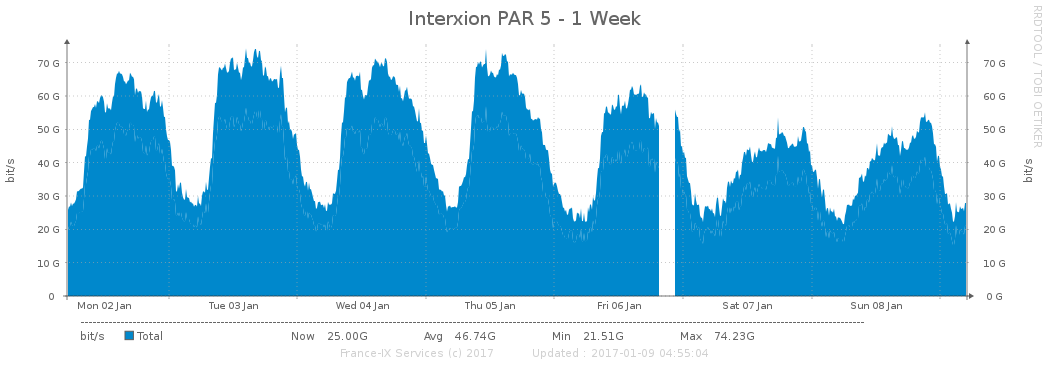 Interxion PAR 5 - 1 Week
RRDTOOL / TOBI OETIKER
bit/s
bit/s
70 G 70 G
60 G 60 G
50 G 50 G
40 G 40 G
30 G 30 G
20 G 20 G
10 G 10 G
0 0 G
Mon 02 Jan Tue 03 Jan Wed 04 Jan Thu 05 Jan Fri 06 Jan Sat 07 Jan Sun 08 Jan
bit/s Total Now 25.00G Avg 46.74G Min 21.51G Max 74.23G
France-IX Services (c) 2017 Updated : 2017-01-09 04:55:04